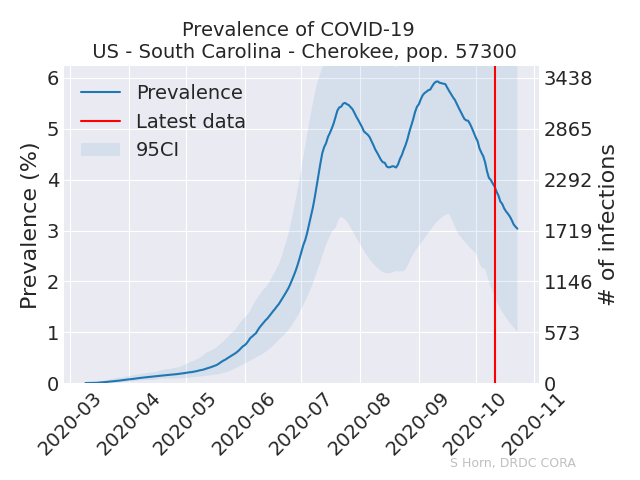 Prevalence of COVID-19
US - South Carolina - Cherokee, pop. 57300
Prevalence
Latest data
95CI
Prevalence (%)
6
5
4
3
2
1
0
3438
2865
2292
1719
1146
573
0
# of infections
2020-03
2020-04
2020-05
2020-06
2020-07
2020-08
2020-09
2020-10
2020-11
S Horn, DRDC CORA